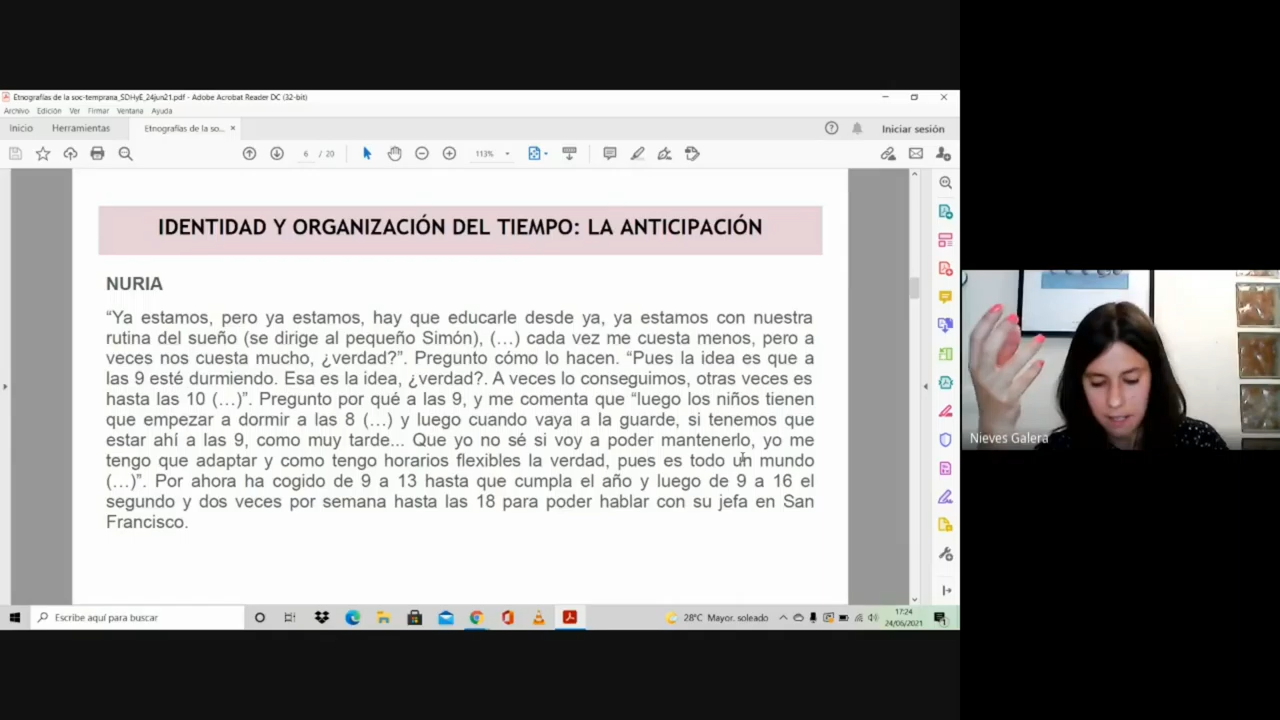 Etnografías de la soc-temprana_SDHyE_24jun21.pdf - Adobe Acrobat Reader DC (32-bit)
Archivo Edición Ver Firmar Ventana Ayuda
Inicio Herramientas Etnografías de la so... × Iniciar sesión
6 / 20 113%
IDENTIDAD Y ORGANIZACIÓN DEL TIEMPO: LA ANTICIPACIÓN
NURIA
“Ya estamos, pero ya estamos, hay que educarle desde ya, ya estamos con nuestra
rutina del sueño (se dirige al pequeño Simón), (…) cada vez me cuesta menos, pero a
veces nos cuesta mucho, ¿verdad?”. Pregunto cómo lo hacen. “Pues la idea es que a
las 9 esté durmiendo. Esa es la idea, ¿verdad?. A veces lo conseguimos, otras veces es
hasta las 10 (…)”. Pregunto por qué a las 9, y me comenta que “luego los niños tienen
que empezar a dormir a las 8 (…) y luego cuando vaya a la guarde, si tenemos que
estar ahí a las 9, como muy tarde... Que yo no sé si voy a poder mantenerlo, yo me
tengo que adaptar y como tengo horarios flexibles la verdad, pues es todo un mundo
(…)”. Por ahora ha cogido de 9 a 13 hasta que cumpla el año y luego de 9 a 16 el
segundo y dos veces por semana hasta las 18 para poder hablar con su jefa en San
Francisco.
Nieves Galera
Escribe aquí para buscar
28°C Mayor. soleado
17:24
24/06/2021